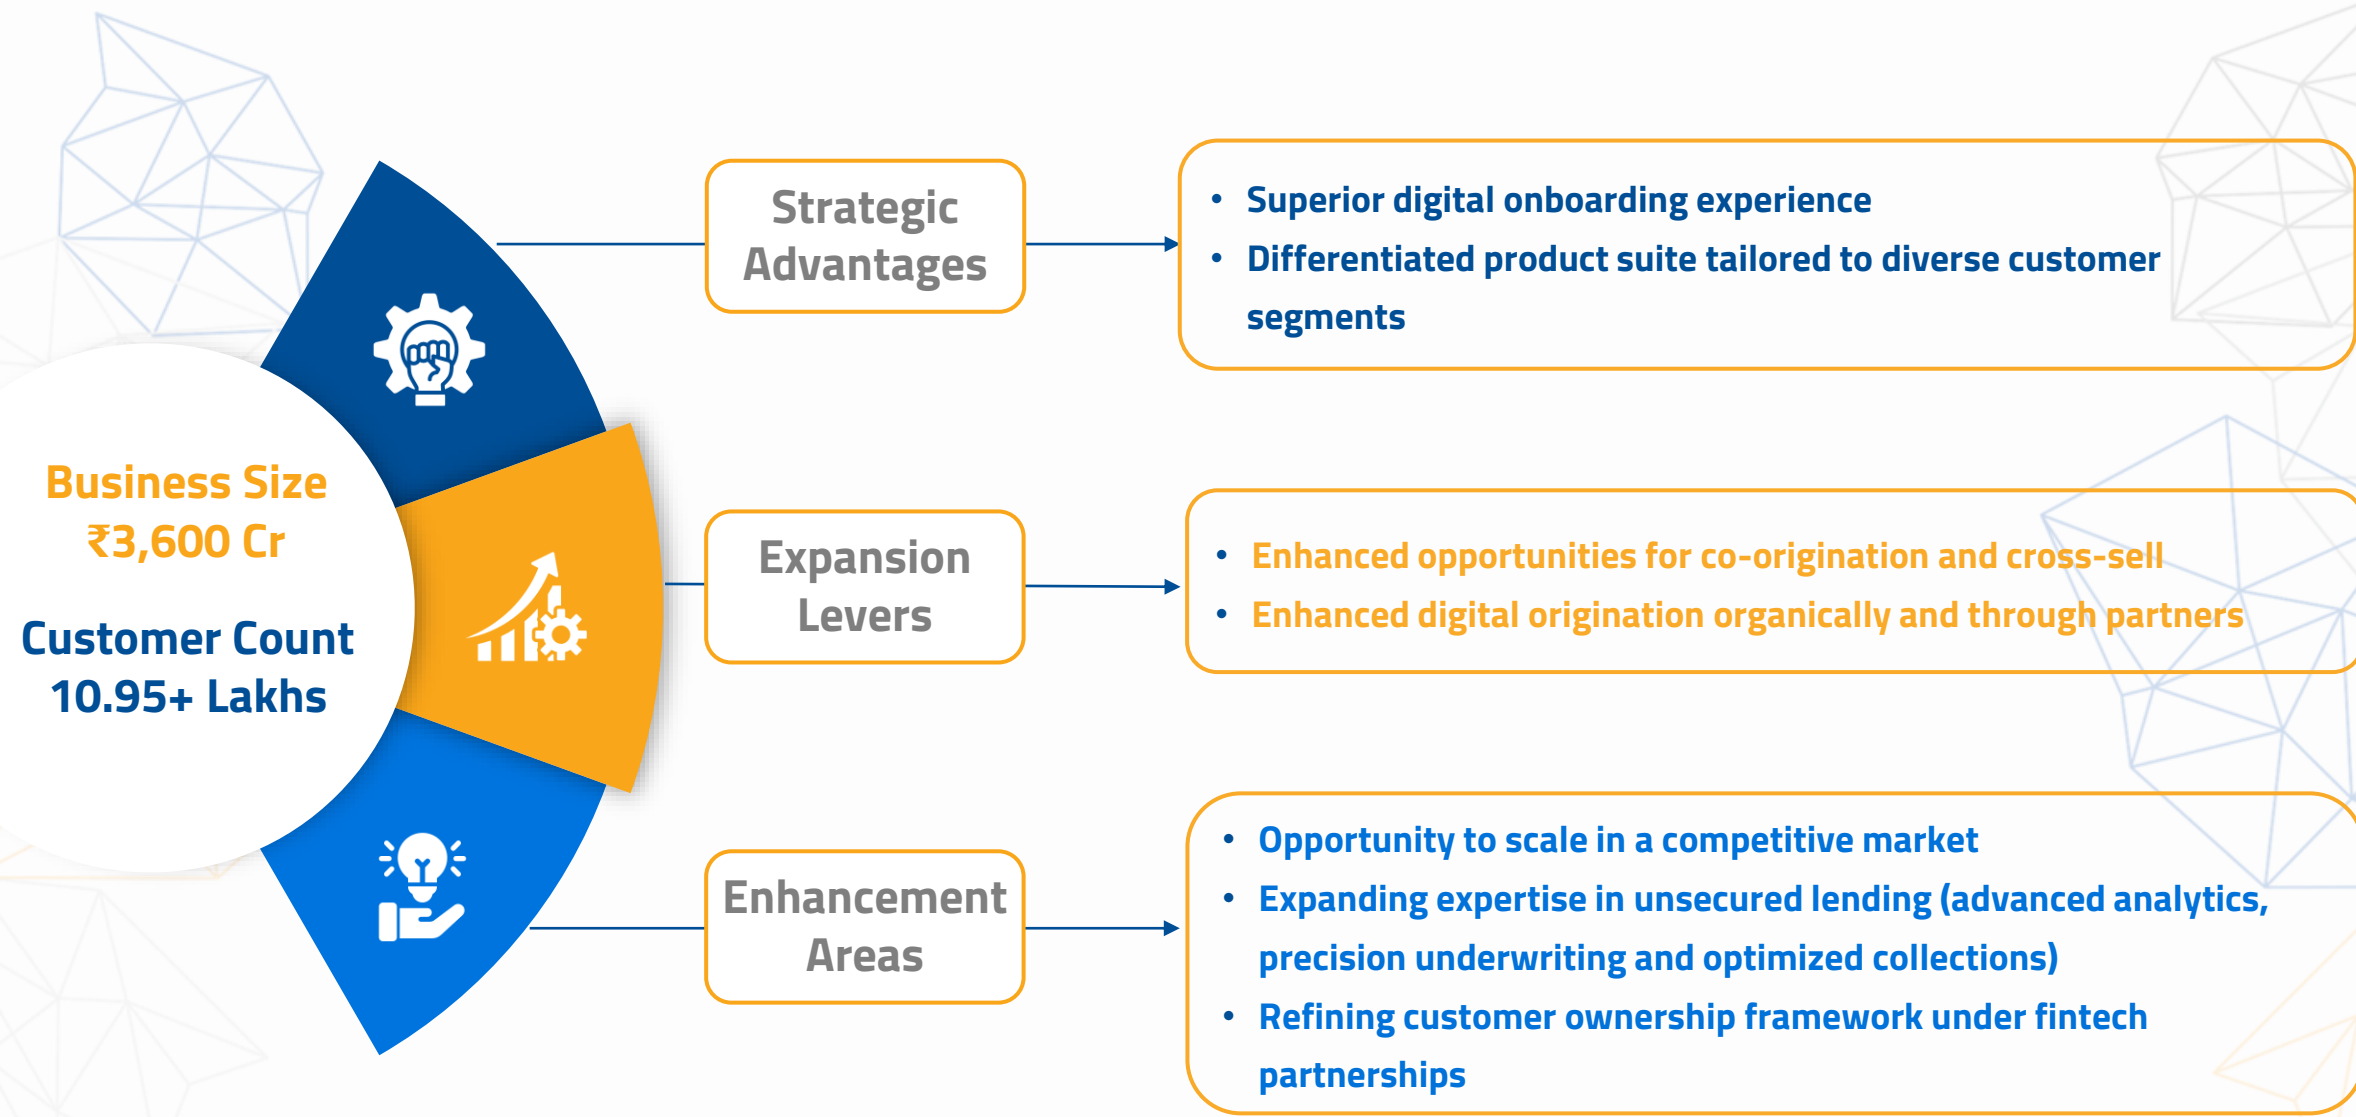 Business Size
₹3,600 Cr
Customer Count
10.95+ Lakhs
Strategic
Advantages
• Superior digital onboarding experience
• Differentiated product suite tailored to diverse customer
segments
Expansion
Levers
• Enhanced opportunities for co-origination and cross-sell
• Enhanced digital origination organically and through partners
Enhancement
Areas
• Opportunity to scale in a competitive market
• Expanding expertise in unsecured lending (advanced analytics,
precision underwriting and optimized collections)
• Refining customer ownership framework under fintech
partnerships